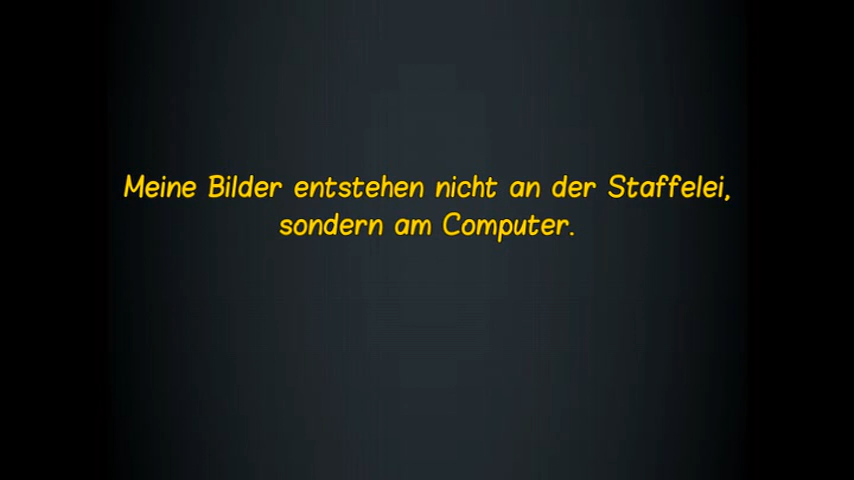 Meine Bilder entstehen nicht an der Staffelei,
sondern am Computer.